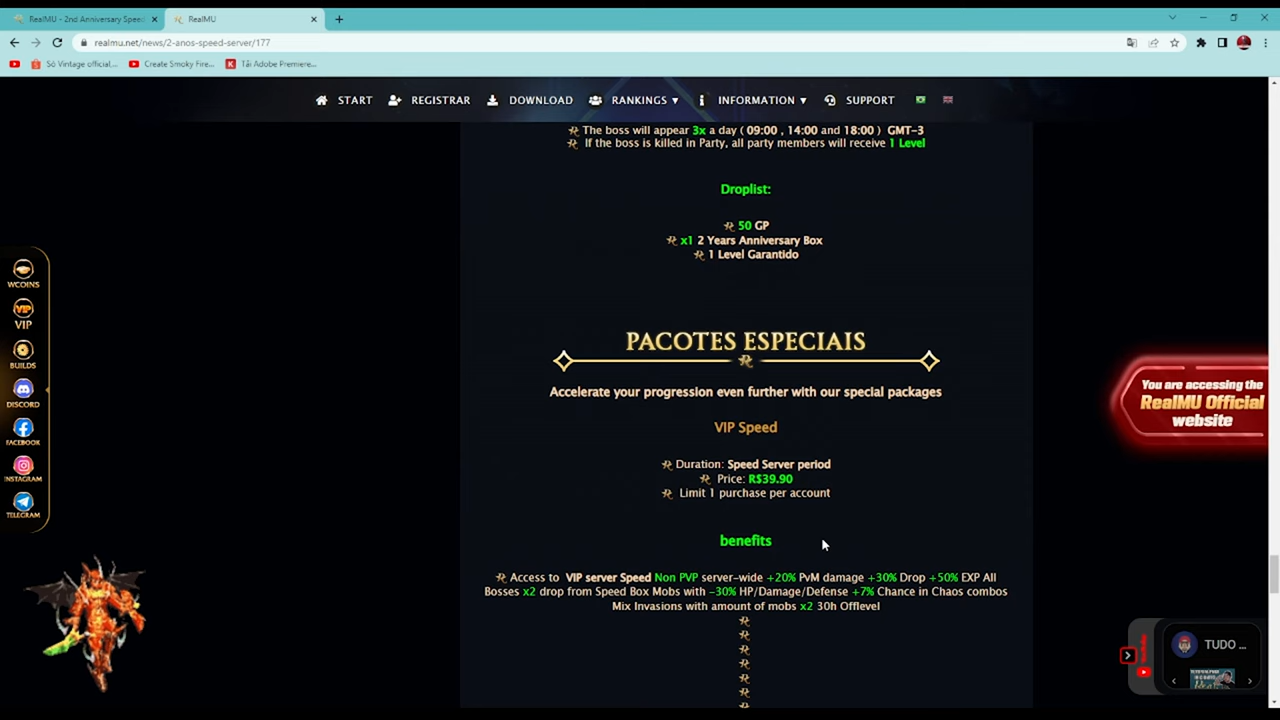 RealMU - 2nd Anniversary Speed
RealMU
realmu.net/news/2-anos-speed-server/177
Só Vintage official,...
Create Smoky Fire...
Tải Adobe Premiere...
START
REGISTRAR
DOWNLOAD
RANKINGS ▼
INFORMATION ▼
SUPPORT
The boss will appear 3x a day ( 09:00 , 14:00 and 18:00 ) GMT-3
If the boss is killed in Party, all party members will receive 1 Level
Droplist:
50 GP
x1 2 Years Anniversary Box
1 Level Garantido
PACOTES ESPECIAIS
Accelerate your progression even further with our special packages
VIP Speed
Duration: Speed Server period
Price: R$39.90
Limit 1 purchase per account
benefits
Access to VIP server Speed Non PVP server-wide +20% PvM damage +30% Drop +50% EXP All
Bosses x2 drop from Speed Box Mobs with -30% HP/Damage/Defense +7% Chance in Chaos combos
Mix Invasions with amount of mobs x2 30h Offlevel
WCOINS
VIP
VIP
BUILDS
DISCORD
FACEBOOK
INSTAGRAM
TELEGRAM
You are accessing the
RealMU Official
website
YouTube
TUDO ...